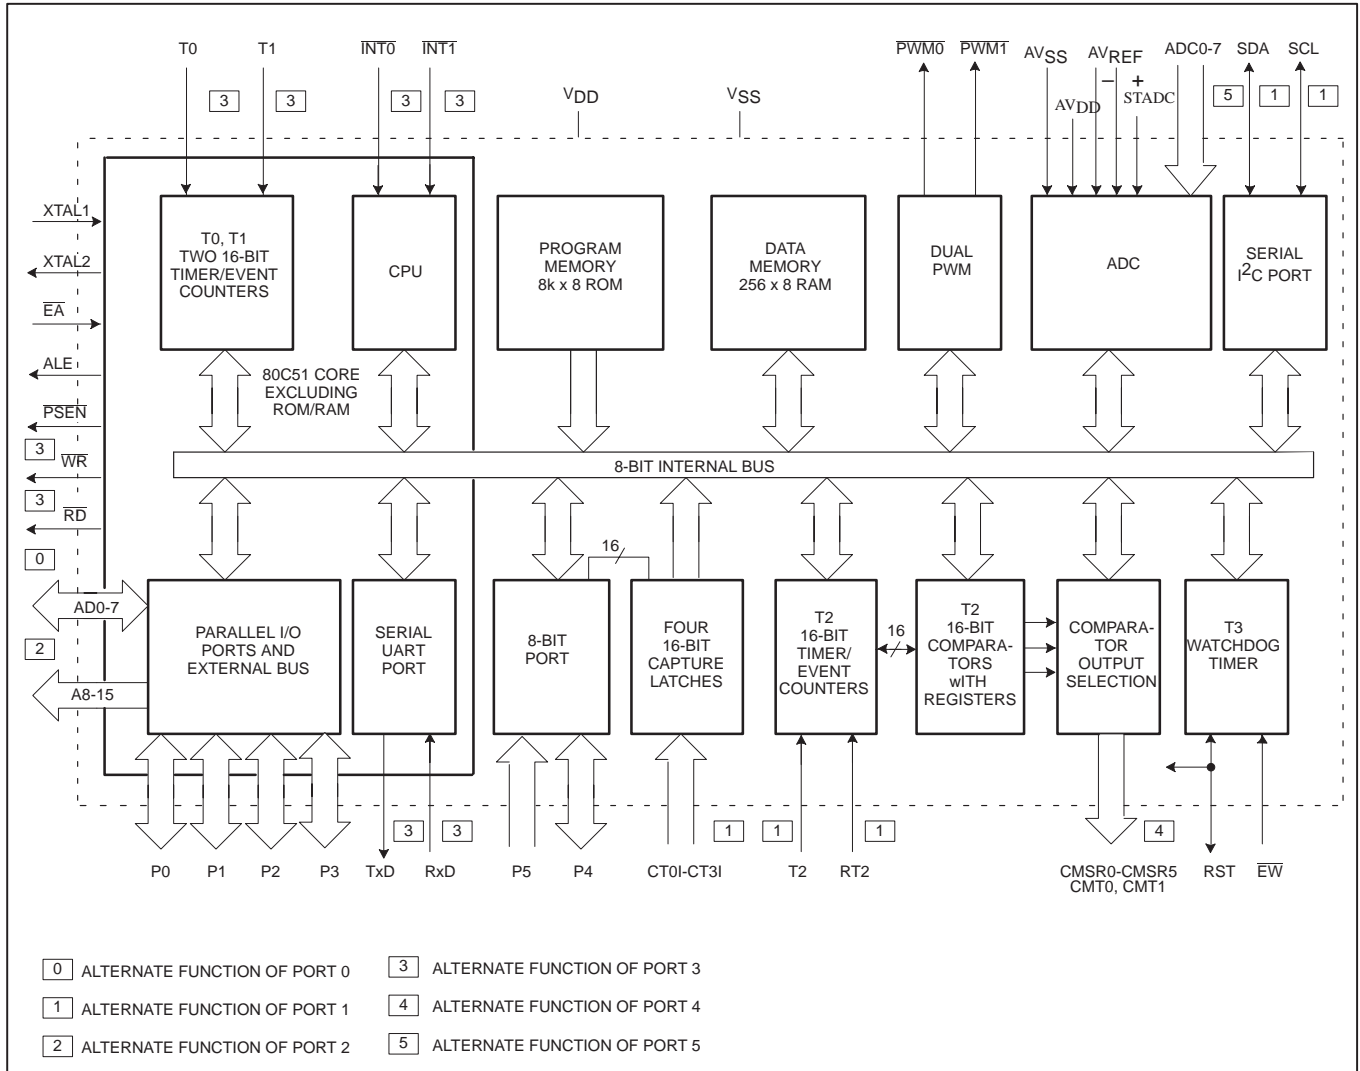 T0 T1 INT0 INT1 PWM0 PWM1 AVSS AVREF ADC0-7 SDA SCL
− +
3 3 3 3 VDD VSS AVDD STADC 5 1 1
XTAL1
XTAL2
EA
ALE
PSEN
3 WR
3 RD
0
AD0-7
2
A8-15
T0, T1
TWO 16-BIT
TIMER/EVENT
COUNTERS
CPU
PROGRAM
MEMORY
8k x 8 ROM
DATA
MEMORY
256 x 8 RAM
DUAL
PWM
ADC
SERIAL
I2C PORT
80C51 CORE
EXCLUDING
ROM/RAM
8-BIT INTERNAL BUS
PARALLEL I/O
PORTS AND
EXTERNAL BUS
SERIAL
UART
PORT
8-BIT
PORT
16
FOUR
16-BIT
CAPTURE
LATCHES
T2
16-BIT
TIMER/
EVENT
COUNTERS
16
T2
16-BIT
COMPARA-
TORS
wITH
REGISTERS
COMPARA-
TOR
OUTPUT
SELECTION
T3
WATCHDOG
TIMER
3 3 1 1 1 4
P0 P1 P2 P3 TxD RxD P5 P4 CT0I-CT3I T2 RT2 CMSR0-CMSR5 RST EW
CMT0, CMT1
0 ALTERNATE FUNCTION OF PORT 0
1 ALTERNATE FUNCTION OF PORT 1
2 ALTERNATE FUNCTION OF PORT 2
3 ALTERNATE FUNCTION OF PORT 3
4 ALTERNATE FUNCTION OF PORT 4
5 ALTERNATE FUNCTION OF PORT 5